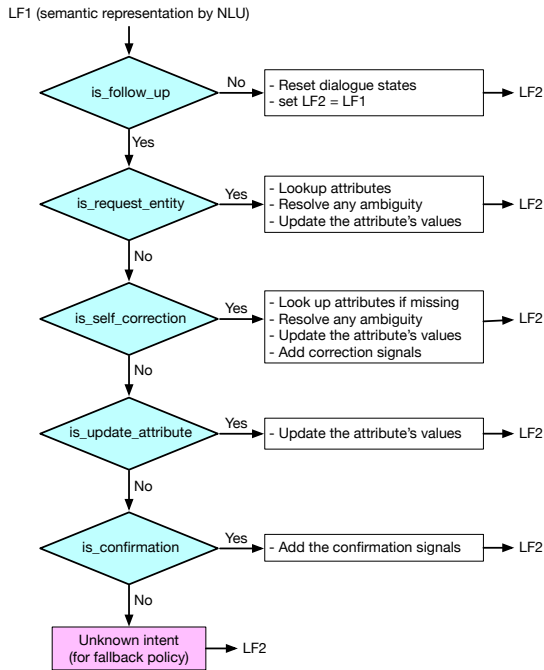 LF1 (semantic representation by NLU)
is_follow_up
No
- Reset dialogue states
- set LF2 = LF1
LF2
Yes
is_request_entity
Yes
- Lookup attributes
- Resolve any ambiguity
- Update the attribute's values
LF2
No
is_self_correction
Yes
- Look up attributes if missing
- Resolve any ambiguity
- Update the attribute's values
- Add correction signals
LF2
No
is_update_attribute
Yes
- Update the attribute's values
LF2
No
is_confirmation
Yes
- Add the confirmation signals
LF2
No
Unknown intent
(for fallback policy)
LF2